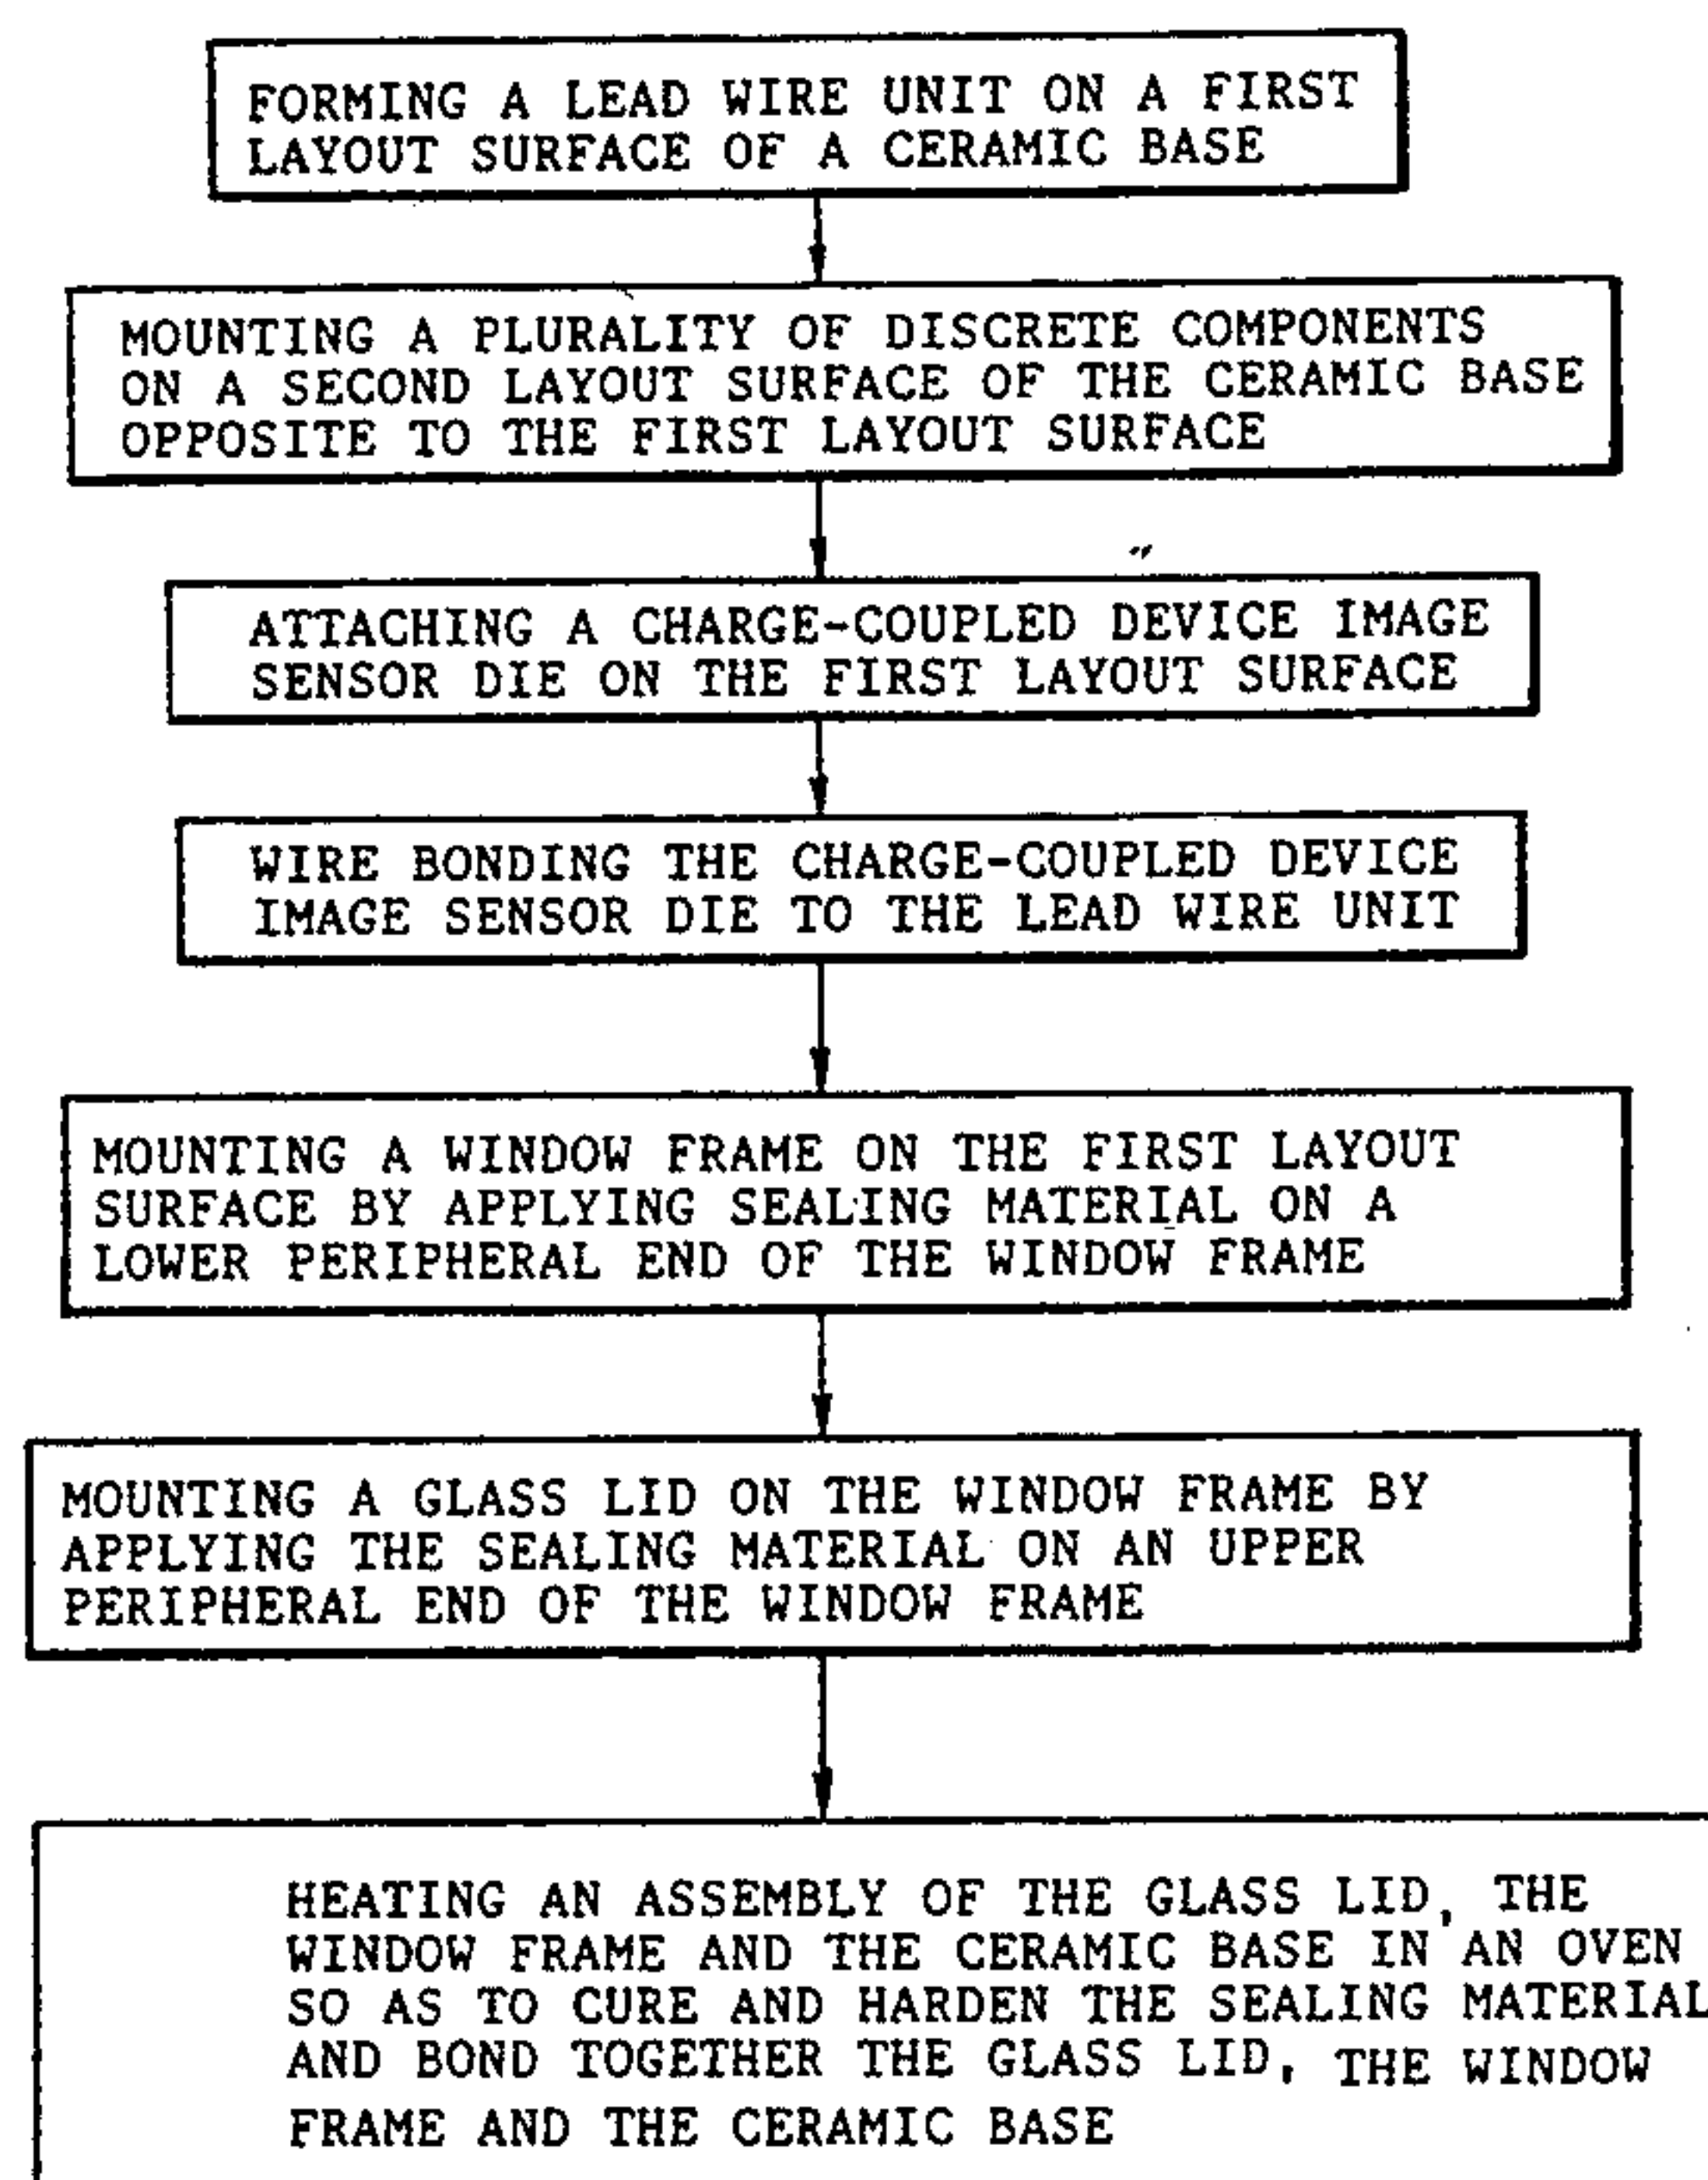 FORMING A LEAD WIRE UNIT ON A FIRST
LAYOUT SURFACE OF A CERAMIC BASE
MOUNTING A PLURALITY OF DISCRETE COMPONENTS
ON A SECOND LAYOUT SURFACE OF THE CERAMIC BASE
OPPOSITE TO THE FIRST LAYOUT SURFACE
ATTACHING A CHARGE-COUPLED DEVICE IMAGE
SENSOR DIE ON THE FIRST LAYOUT SURFACE
WIRE BONDING THE CHARGE-COUPLED DEVICE
IMAGE SENSOR DIE TO THE LEAD WIRE UNIT
MOUNTING A WINDOW FRAME ON THE FIRST LAYOUT
SURFACE BY APPLYING SEALING MATERIAL ON A
LOWER PERIPHERAL END OF THE WINDOW FRAME
MOUNTING A GLASS LID ON THE WINDOW FRAME BY
APPLYING THE SEALING MATERIAL ON AN UPPER
PERIPHERAL END OF THE WINDOW FRAME
HEATING AN ASSEMBLY OF THE GLASS LID, THE
WINDOW FRAME AND THE CERAMIC BASE IN AN OVEN
SO AS TO CURE AND HARDEN THE SEALING MATERIAL
AND BOND TOGETHER THE GLASS LID, THE WINDOW
FRAME AND THE CERAMIC BASE